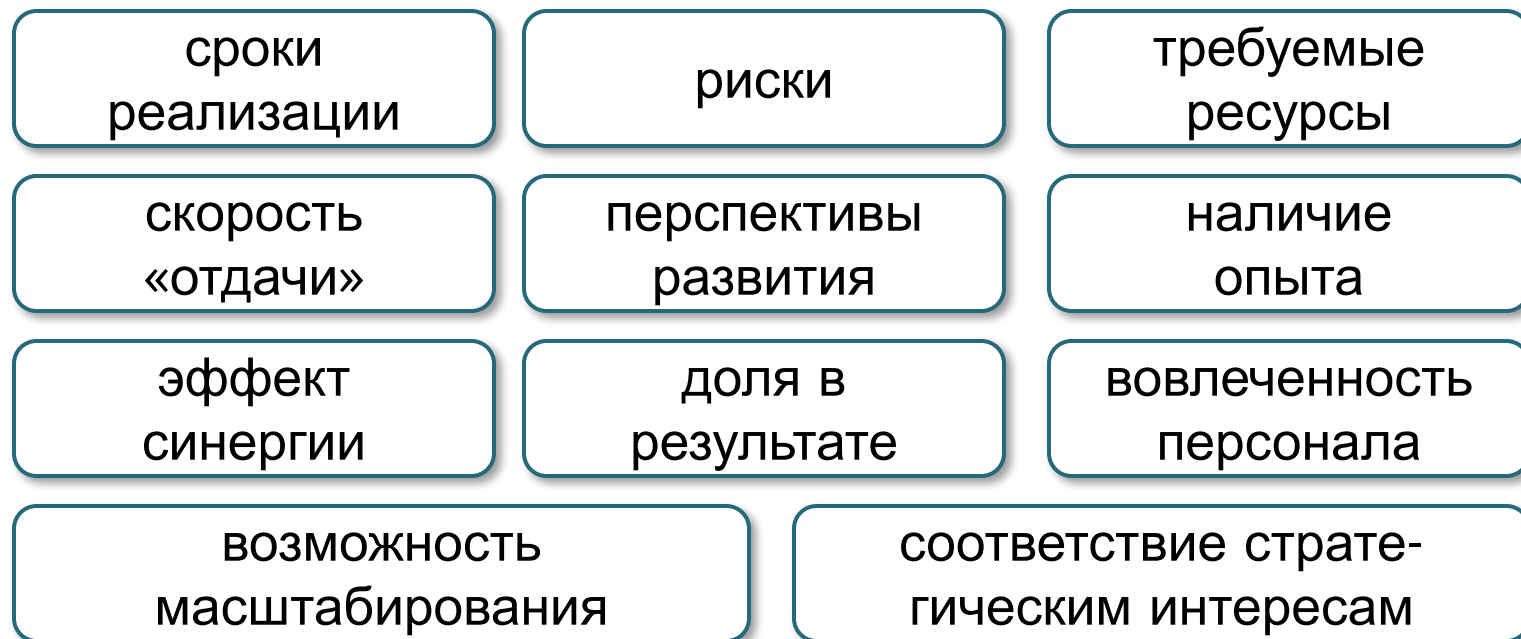 сроки
реализации
риски
требуемые
ресурсы
скорость
«отдачи»
перспективы
развития
наличие
опыта
эффект
синергии
доля в
результате
вовлеченность
персонала
возможность
масштабирования
соответствие страте-
гическим интересам